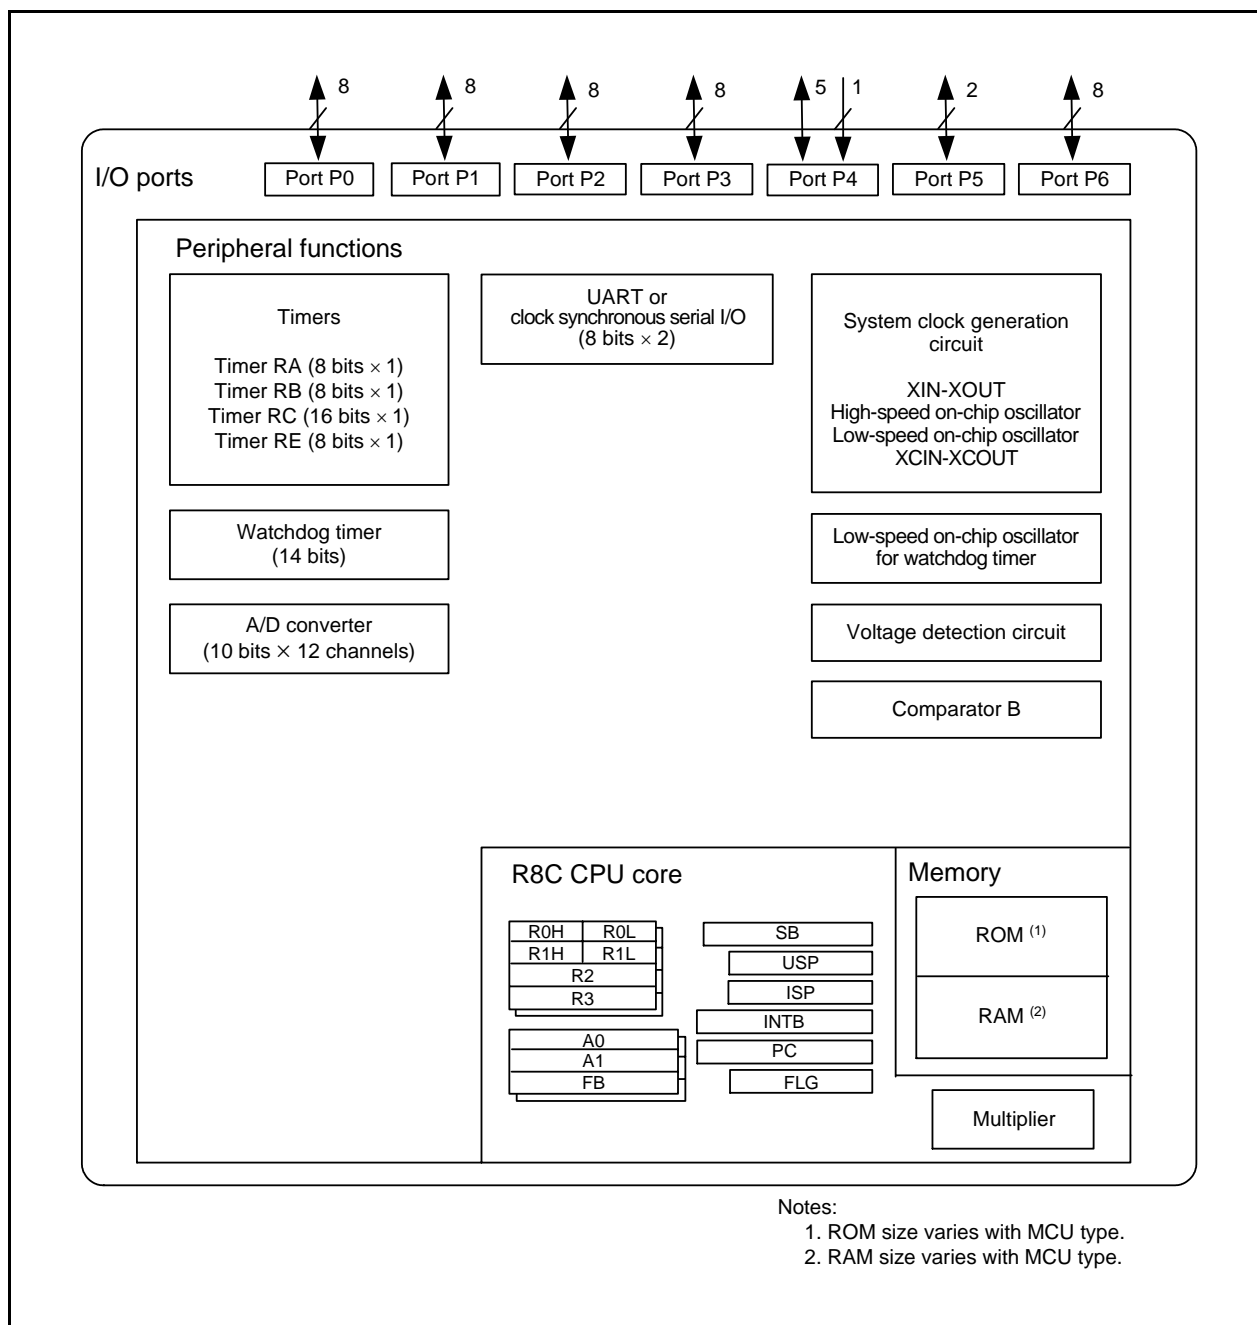 8 8 8 8 5 1 2 8
I/O ports
Port P0 Port P1 Port P2 Port P3 Port P4 Port P5 Port P6
Peripheral functions
Timers
Timer RA (8 bits × 1)
Timer RB (8 bits × 1)
Timer RC (16 bits × 1)
Timer RE (8 bits × 1)
UART or
clock synchronous serial I/O
(8 bits × 2)
System clock generation
circuit
XIN-XOUT
High-speed on-chip oscillator
Low-speed on-chip oscillator
XCIN-XCOUT
Watchdog timer
(14 bits)
Low-speed on-chip oscillator
for watchdog timer
A/D converter
(10 bits × 12 channels)
Voltage detection circuit
Comparator B
R8C CPU core
R0H R0L
R1H R1L
R2
R3
A0
A1
FB
SB
USP
ISP
INTB
PC
FLG
Memory
ROM (1)
RAM (2)
Multiplier
Notes:
1. ROM size varies with MCU type.
2. RAM size varies with MCU type.